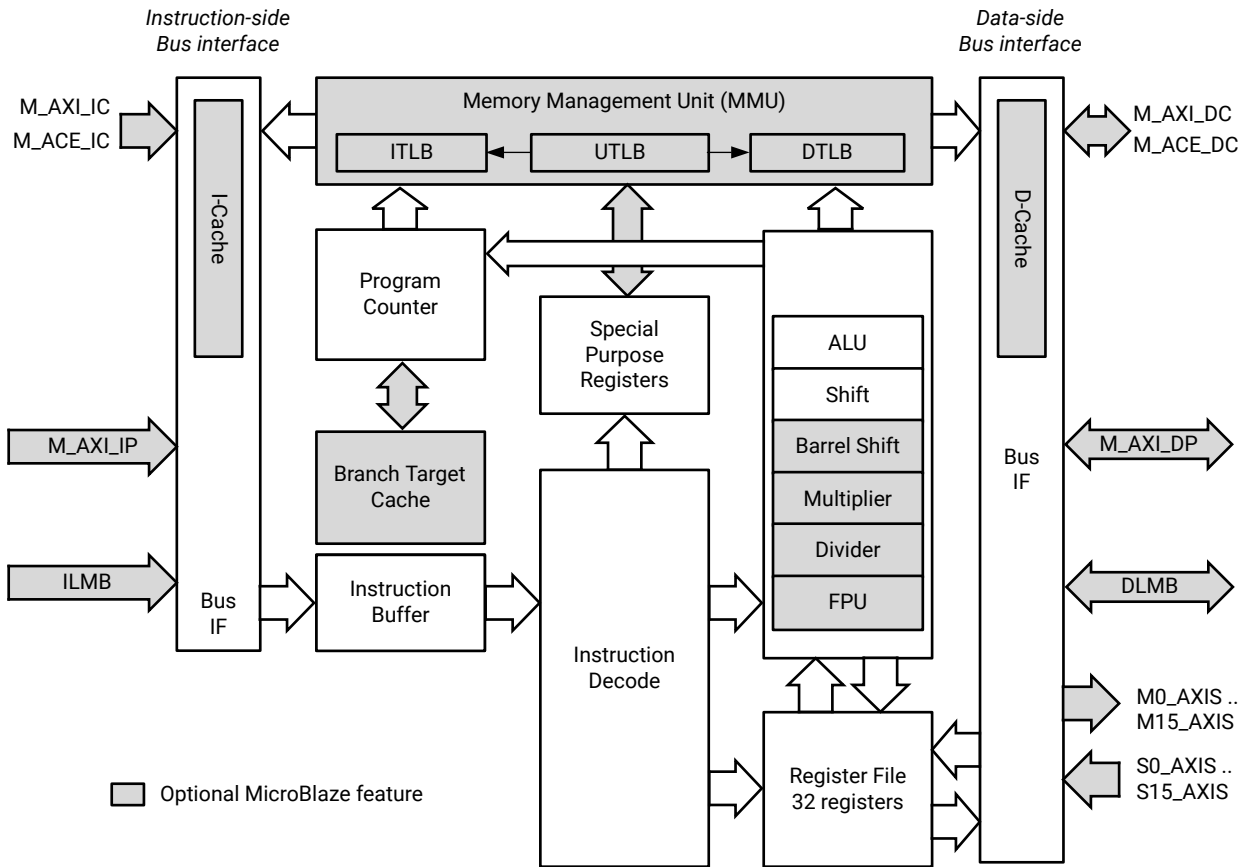 Instruction-side
Bus interface
Data-side
Bus interface
M_AXI_IC
M_ACE_IC
I-Cache
Memory Management Unit (MMU)
ITLB
UTLB
DTLB
D-Cache
M_AXI_DC
M_ACE_DC
Program
Counter
Special
Purpose
Registers
ALU
Shift
Barrel Shift
Multiplier
Divider
FPU
M_AXI_IP
Branch Target
Cache
Bus
IF
M_AXI_DP
ILMB
Bus
IF
Instruction
Buffer
DLMB
Instruction
Decode
M0_AXIS ..
M15_AXIS
Register File
32 registers
S0_AXIS ..
S15_AXIS
Optional MicroBlaze feature